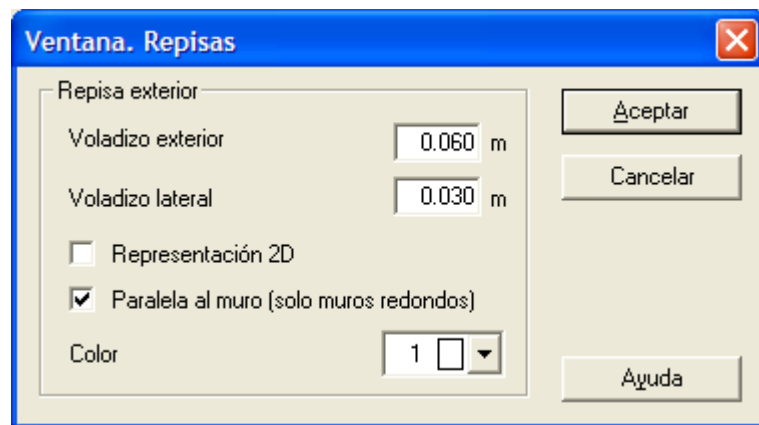 Ventana. Repisas
Repisa exterior
Aceptar
Voladizo exterior 0.060 m
Cancelar
Voladizo lateral 0.030 m
Representación 2D
Paralela al muro (solo muros redondos)
Color 1
Ayuda